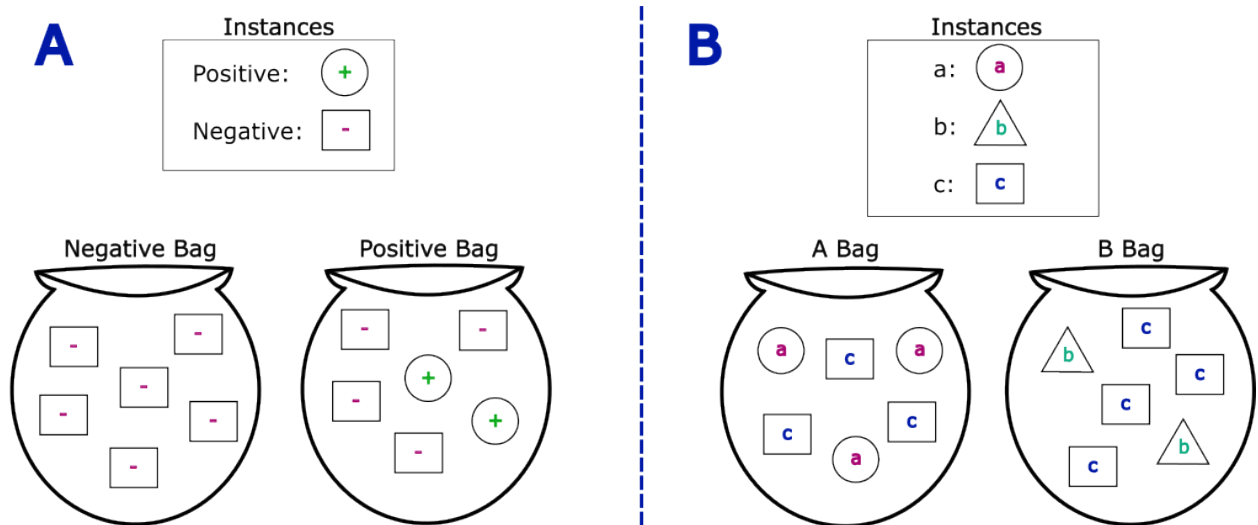 A
Instances
Positive: +
Negative: -
Negative Bag
- - - - - -
Positive Bag
- - + - + -
B
Instances
a: a
b: b
c: c
A Bag
a c a c c a
B Bag
c b c c b c